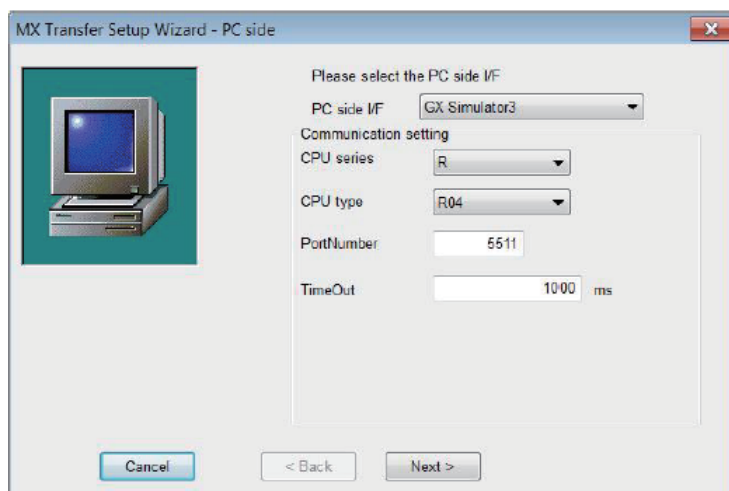 MX Transfer Setup Wizard - PC side
Please select the PC side I/F
PC side I/F GX Simulator3
Communication setting
CPU series R
CPU type R04
PortNumber 5511
TimeOut 1000 ms
Cancel < Back Next >